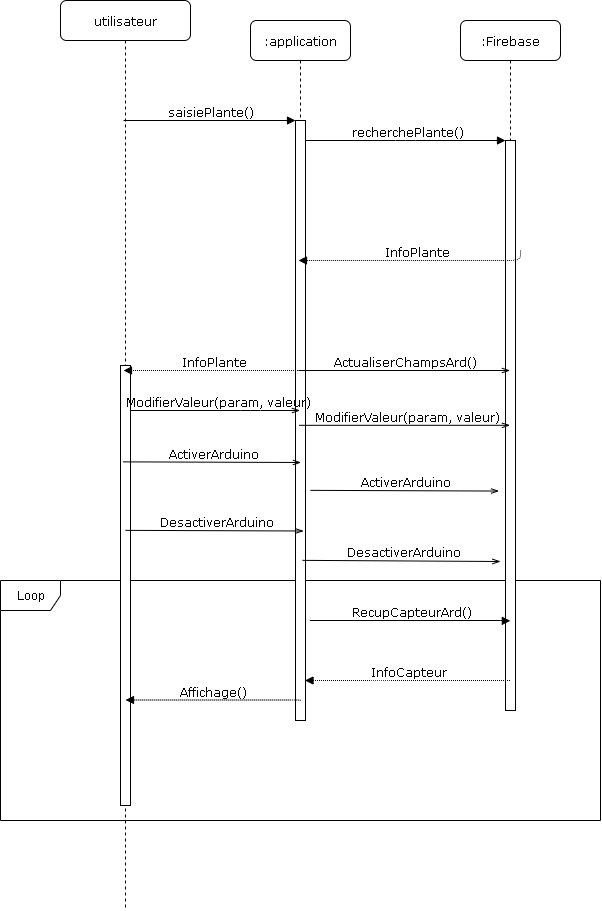 utilisateur
:application
:Firebase
saisiePlante()
recherchePlante()
InfoPlante
InfoPlante
ActualiserChampsArd()
ModifierValeur(param, valeur)
ModifierValeur(param, valeur)
ActiverArduino
ActiverArduino
DesactiverArduino
DesactiverArduino
Loop
RecupCapteurArd()
InfoCapteur
Affichage()